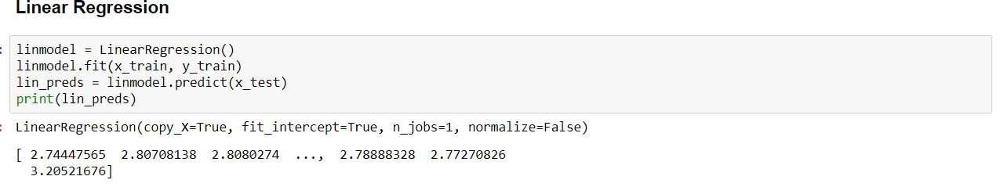 Linear Regression
:
linmodel = LinearRegression()
linmodel.fit(x_train, y_train)
lin_preds = linmodel.predict(x_test)
print(lin_preds)
: LinearRegression(copy_X=True, fit_intercept=True, n_jobs=1, normalize=False)
[ 2.74447565  2.80708138  2.8080274  ...,  2.78888328  2.77270826
3.20521676]